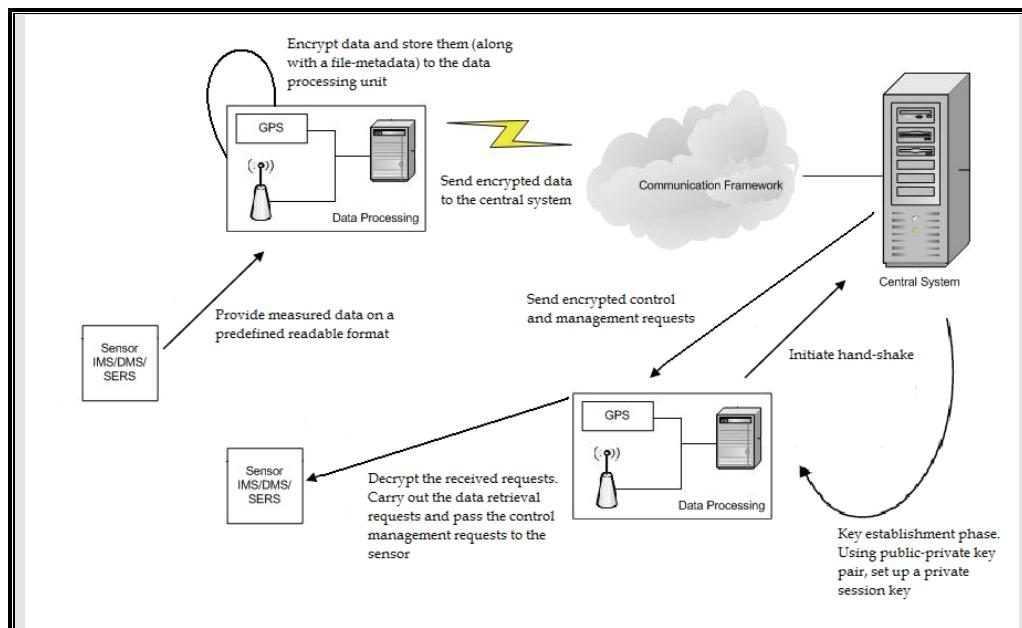 Encrypt data and store them (along
with a file-metadata) to the data
processing unit
GPS
Data Processing
Send encrypted data
to the central system
Communication Framework
Central System
Provide measured data on a
predefined readable format
Sensor
IMS/DMS/
SERS
Send encrypted control
and management requests
Initiate hand-shake
GPS
Data Processing
Sensor
IMS/DMS/
SERS
Decrypt the received requests.
Carry out the data retrieval
requests and pass the control
management requests to the
sensor
Key establishment phase.
Using public-private key
pair, set up a private
session key